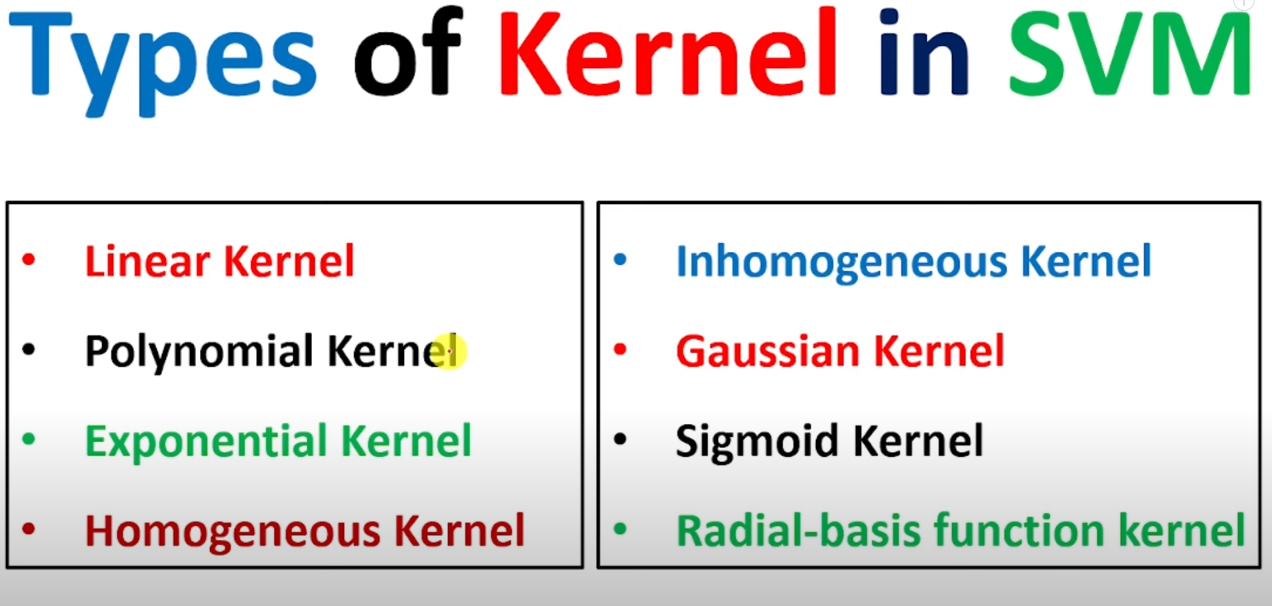 Types of Kernel in SVM
• Linear Kernel
• Polynomial Kernel
• Exponential Kernel
• Homogeneous Kernel
• Inhomogeneous Kernel
• Gaussian Kernel
• Sigmoid Kernel
• Radial-basis function kernel